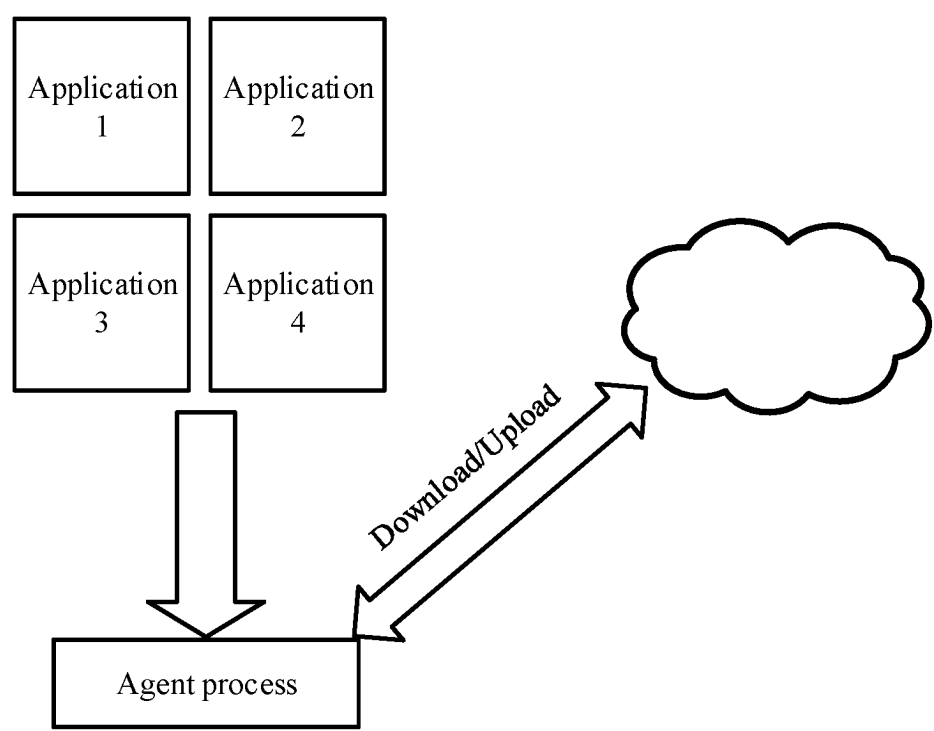 Application
1
Application
2
Application
3
Application
4
Download/Upload
Agent process